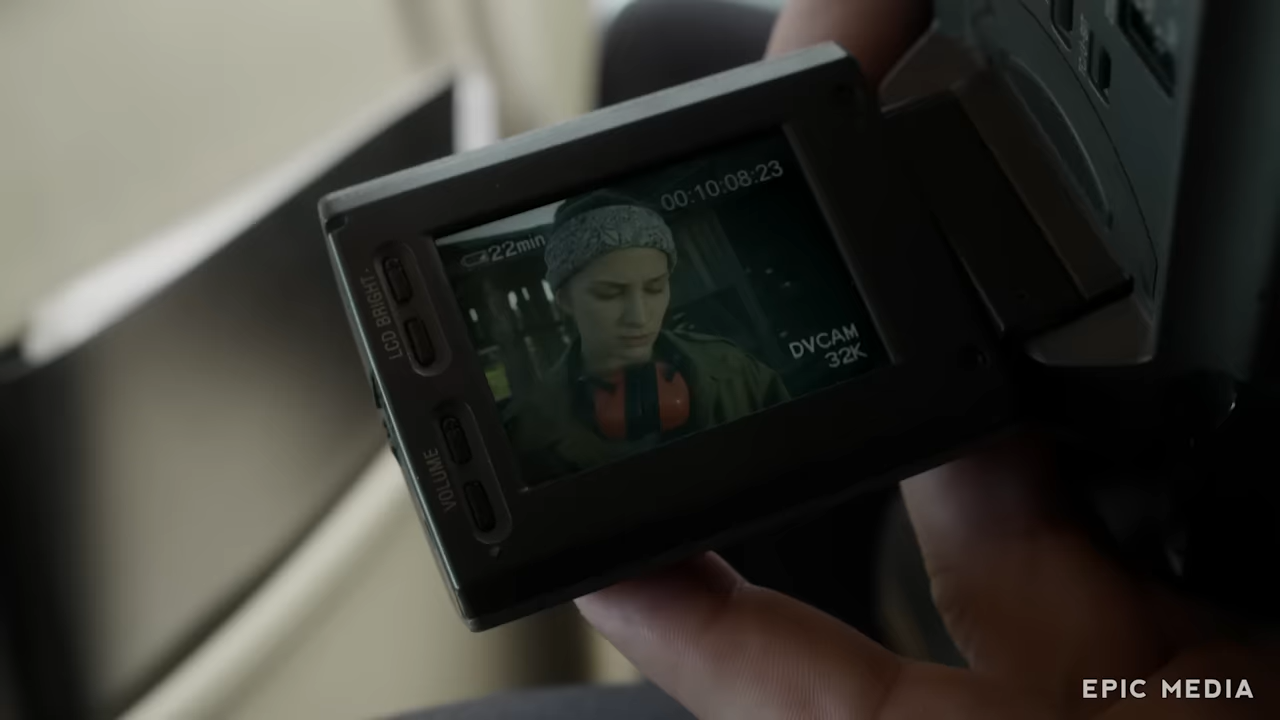 00:10:08:23
22min
DVCAM
32K
LCD BRIGHT.
VOLUME
EPIC MEDIA